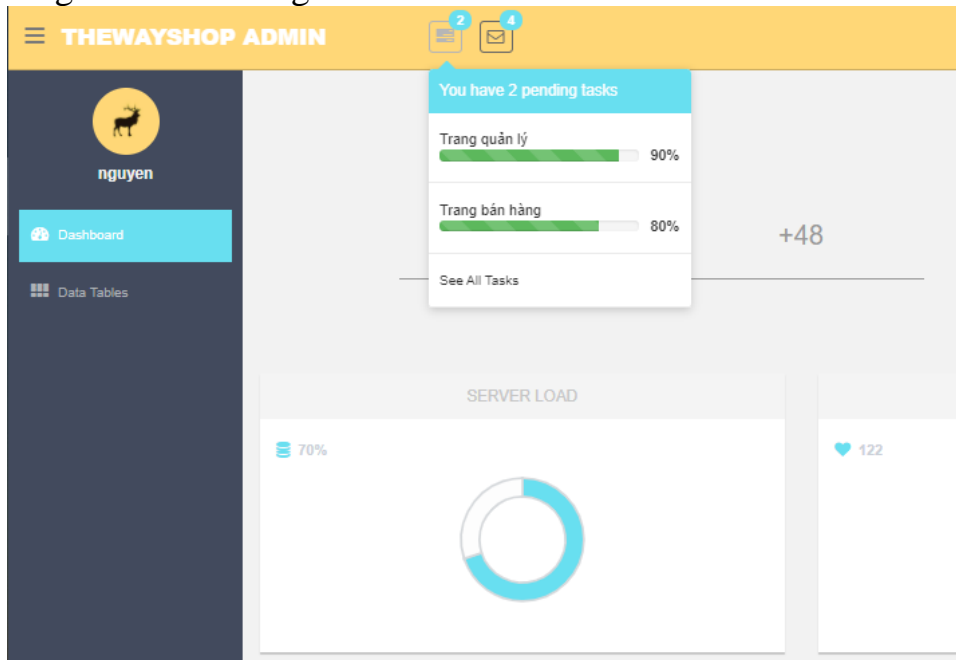 THEWAYSHOP ADMIN
2
4
You have 2 pending tasks
nguyen
Trang quản lý
90%
Trang bán hàng
80%
See All Tasks
Dashboard
Data Tables
+48
SERVER LOAD
70%
122